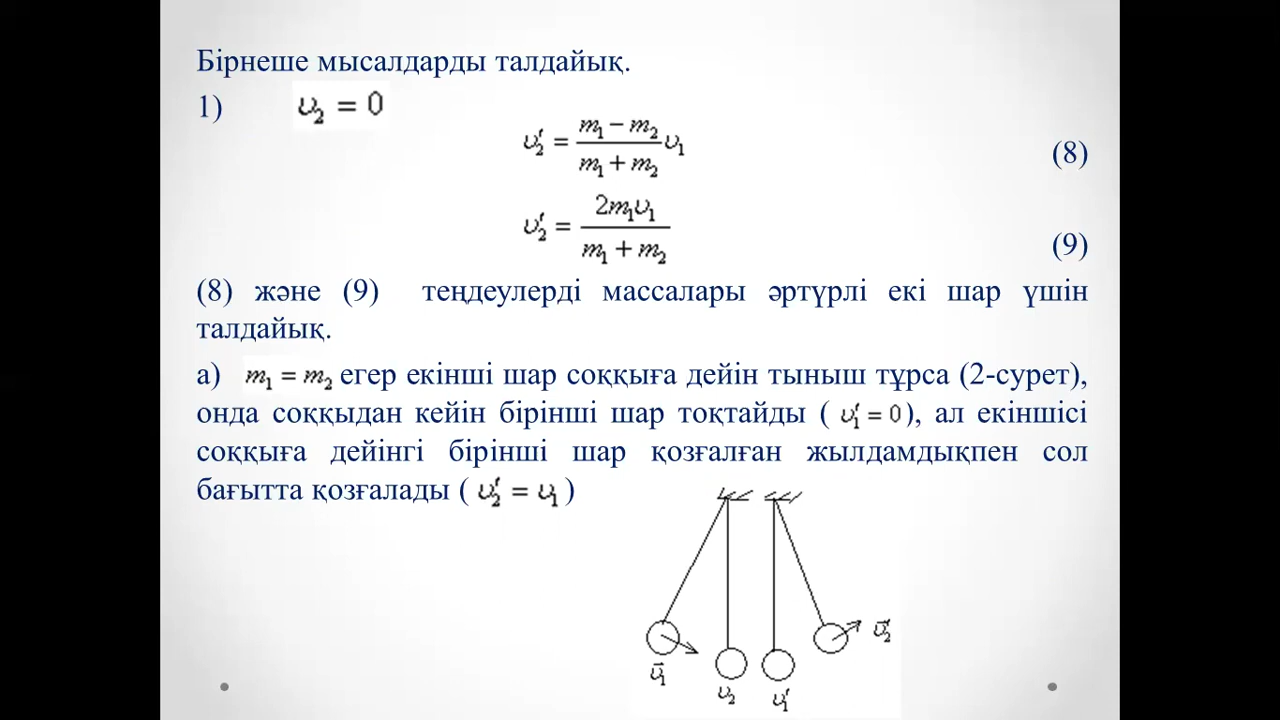 Бірнеше мысалдарды талдайық.
1) υ₂ = 0
υ₂′ = (m₁ − m₂)/(m₁ + m₂) υ₁ (8)
υ₂′ = 2m₁υ₁/(m₁ + m₂) (9)
(8) және (9) теңдеулерді массалары әртүрлі екі шар үшін
талдайық.
а) m₁ = m₂ егер екінші шар соққыға дейін тыныш тұрса (2-сурет),
онда соққыдан кейін бірінші шар тоқтайды ( υ₁′ = 0 ), ал екіншісі
соққыға дейінгі бірінші шар қозғалған жылдамдықпен сол
бағытта қозғалады ( υ₂′ = υ₁ )
υ⃗₁ υ₂ υ₁′ υ⃗₂′